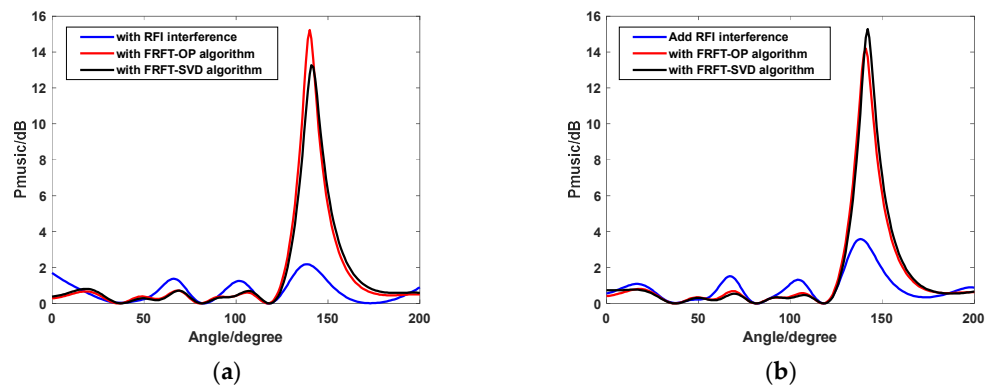 16
14
12
10
8
6
4
2
0
Pmusic/dB
with RFI interference
with FRFT-OP algorithm
with FRFT-SVD algorithm
0 50 100 150 200
Angle/degree
(a)
16
14
12
10
8
6
4
2
0
Pmusic/dB
Add RFI interference
with FRFT-OP algorithm
with FRFT-SVD algorithm
0 50 100 150 200
Angle/degree
(b)